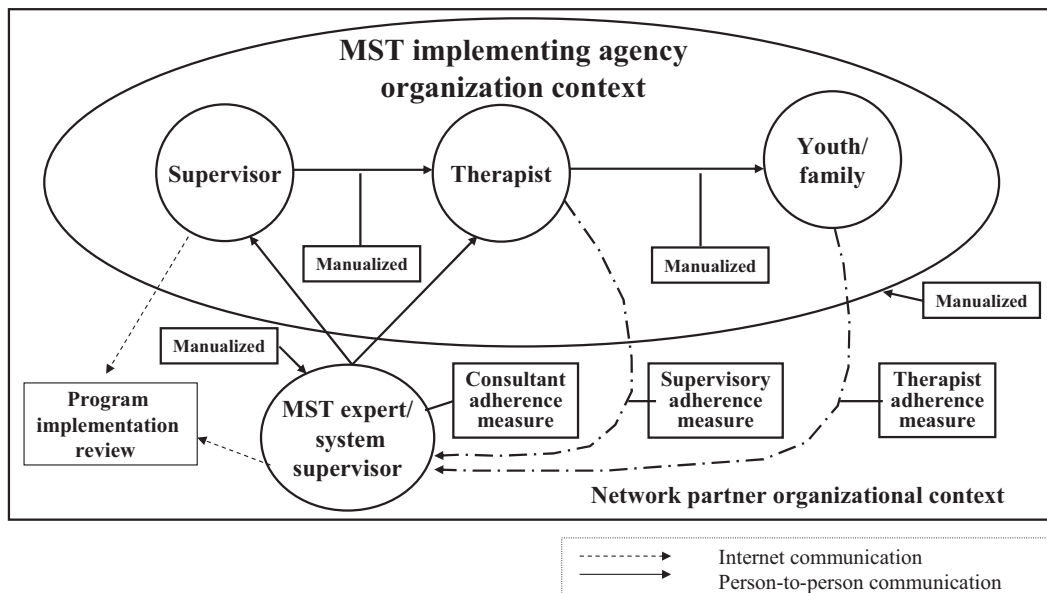 MST implementing agency
organization context
Supervisor
Therapist
Youth/
family
Manualized
Manualized
Manualized
Manualized
Program
implementation
review
MST expert/
system
supervisor
Consultant
adherence
measure
Supervisory
adherence
measure
Therapist
adherence
measure
Network partner organizational context
Internet communication
Person-to-person communication